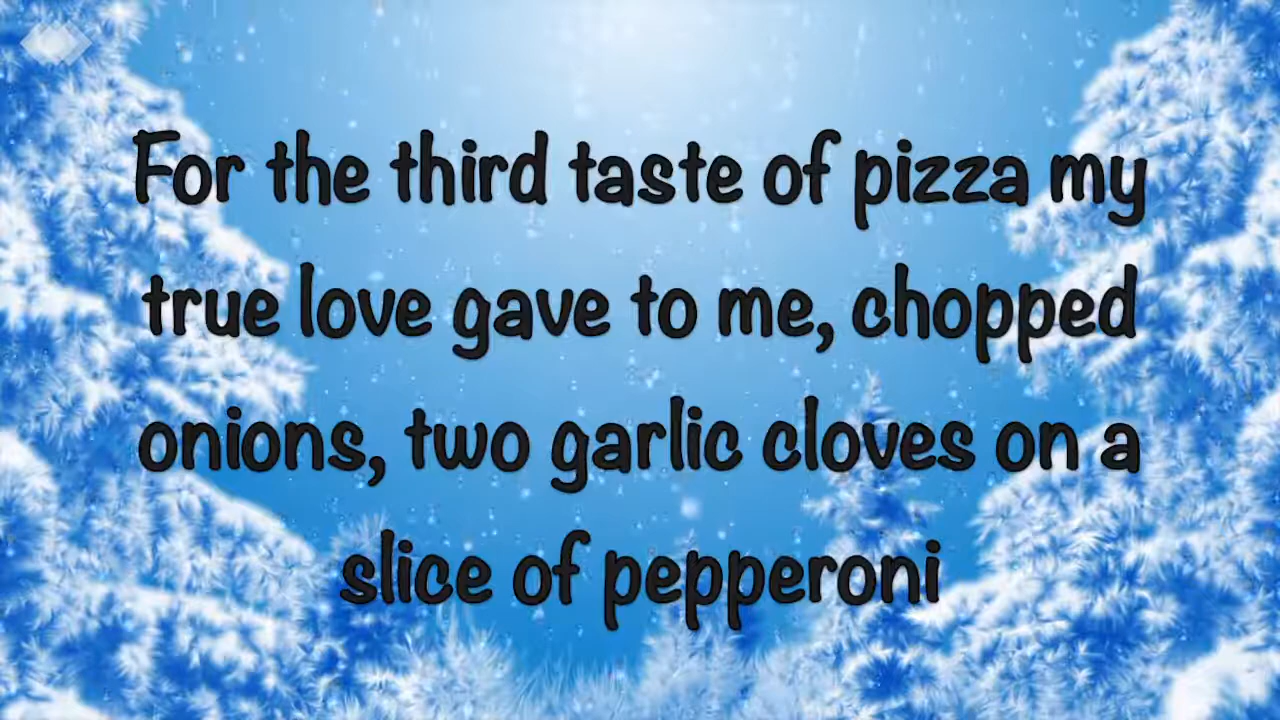 For the third taste of pizza my
true love gave to me, chopped
onions, two garlic cloves on a
slice of pepperoni